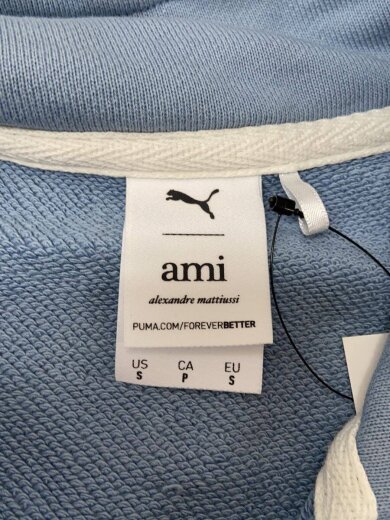 ami
alexandre mattiussi
PUMA.COM/FOREVERBETTER
US CA EU
S P S